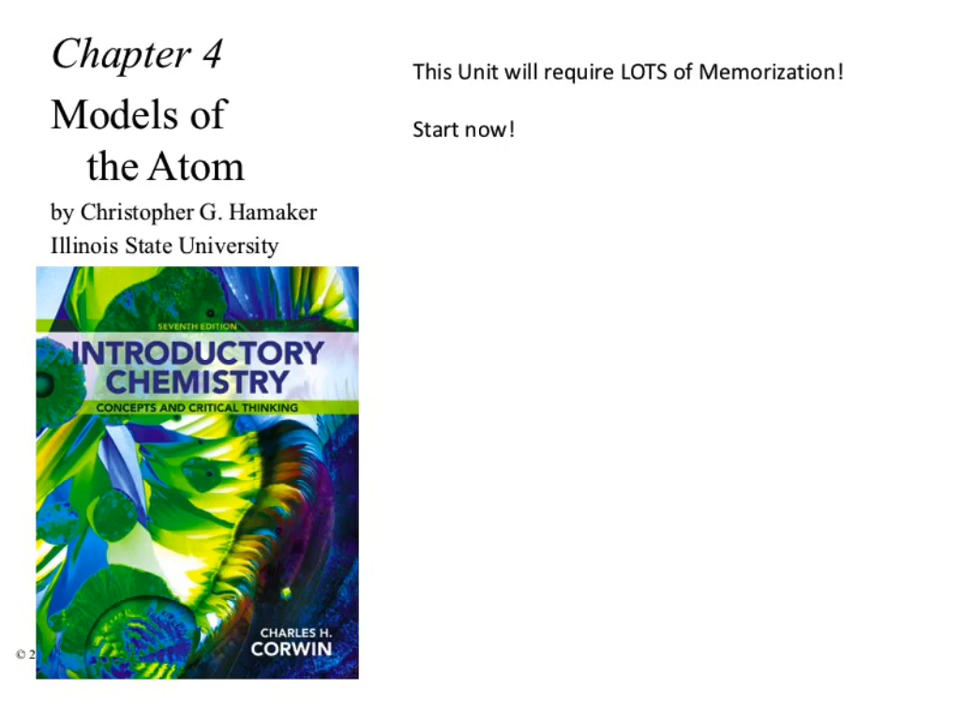 Chapter 4
Models of
the Atom
by Christopher G. Hamaker
Illinois State University
This Unit will require LOTS of Memorization!
Start now!
SEVENTH EDITION
INTRODUCTORY
CHEMISTRY
CONCEPTS AND CRITICAL THINKING
CHARLES H.
CORWIN
© 2